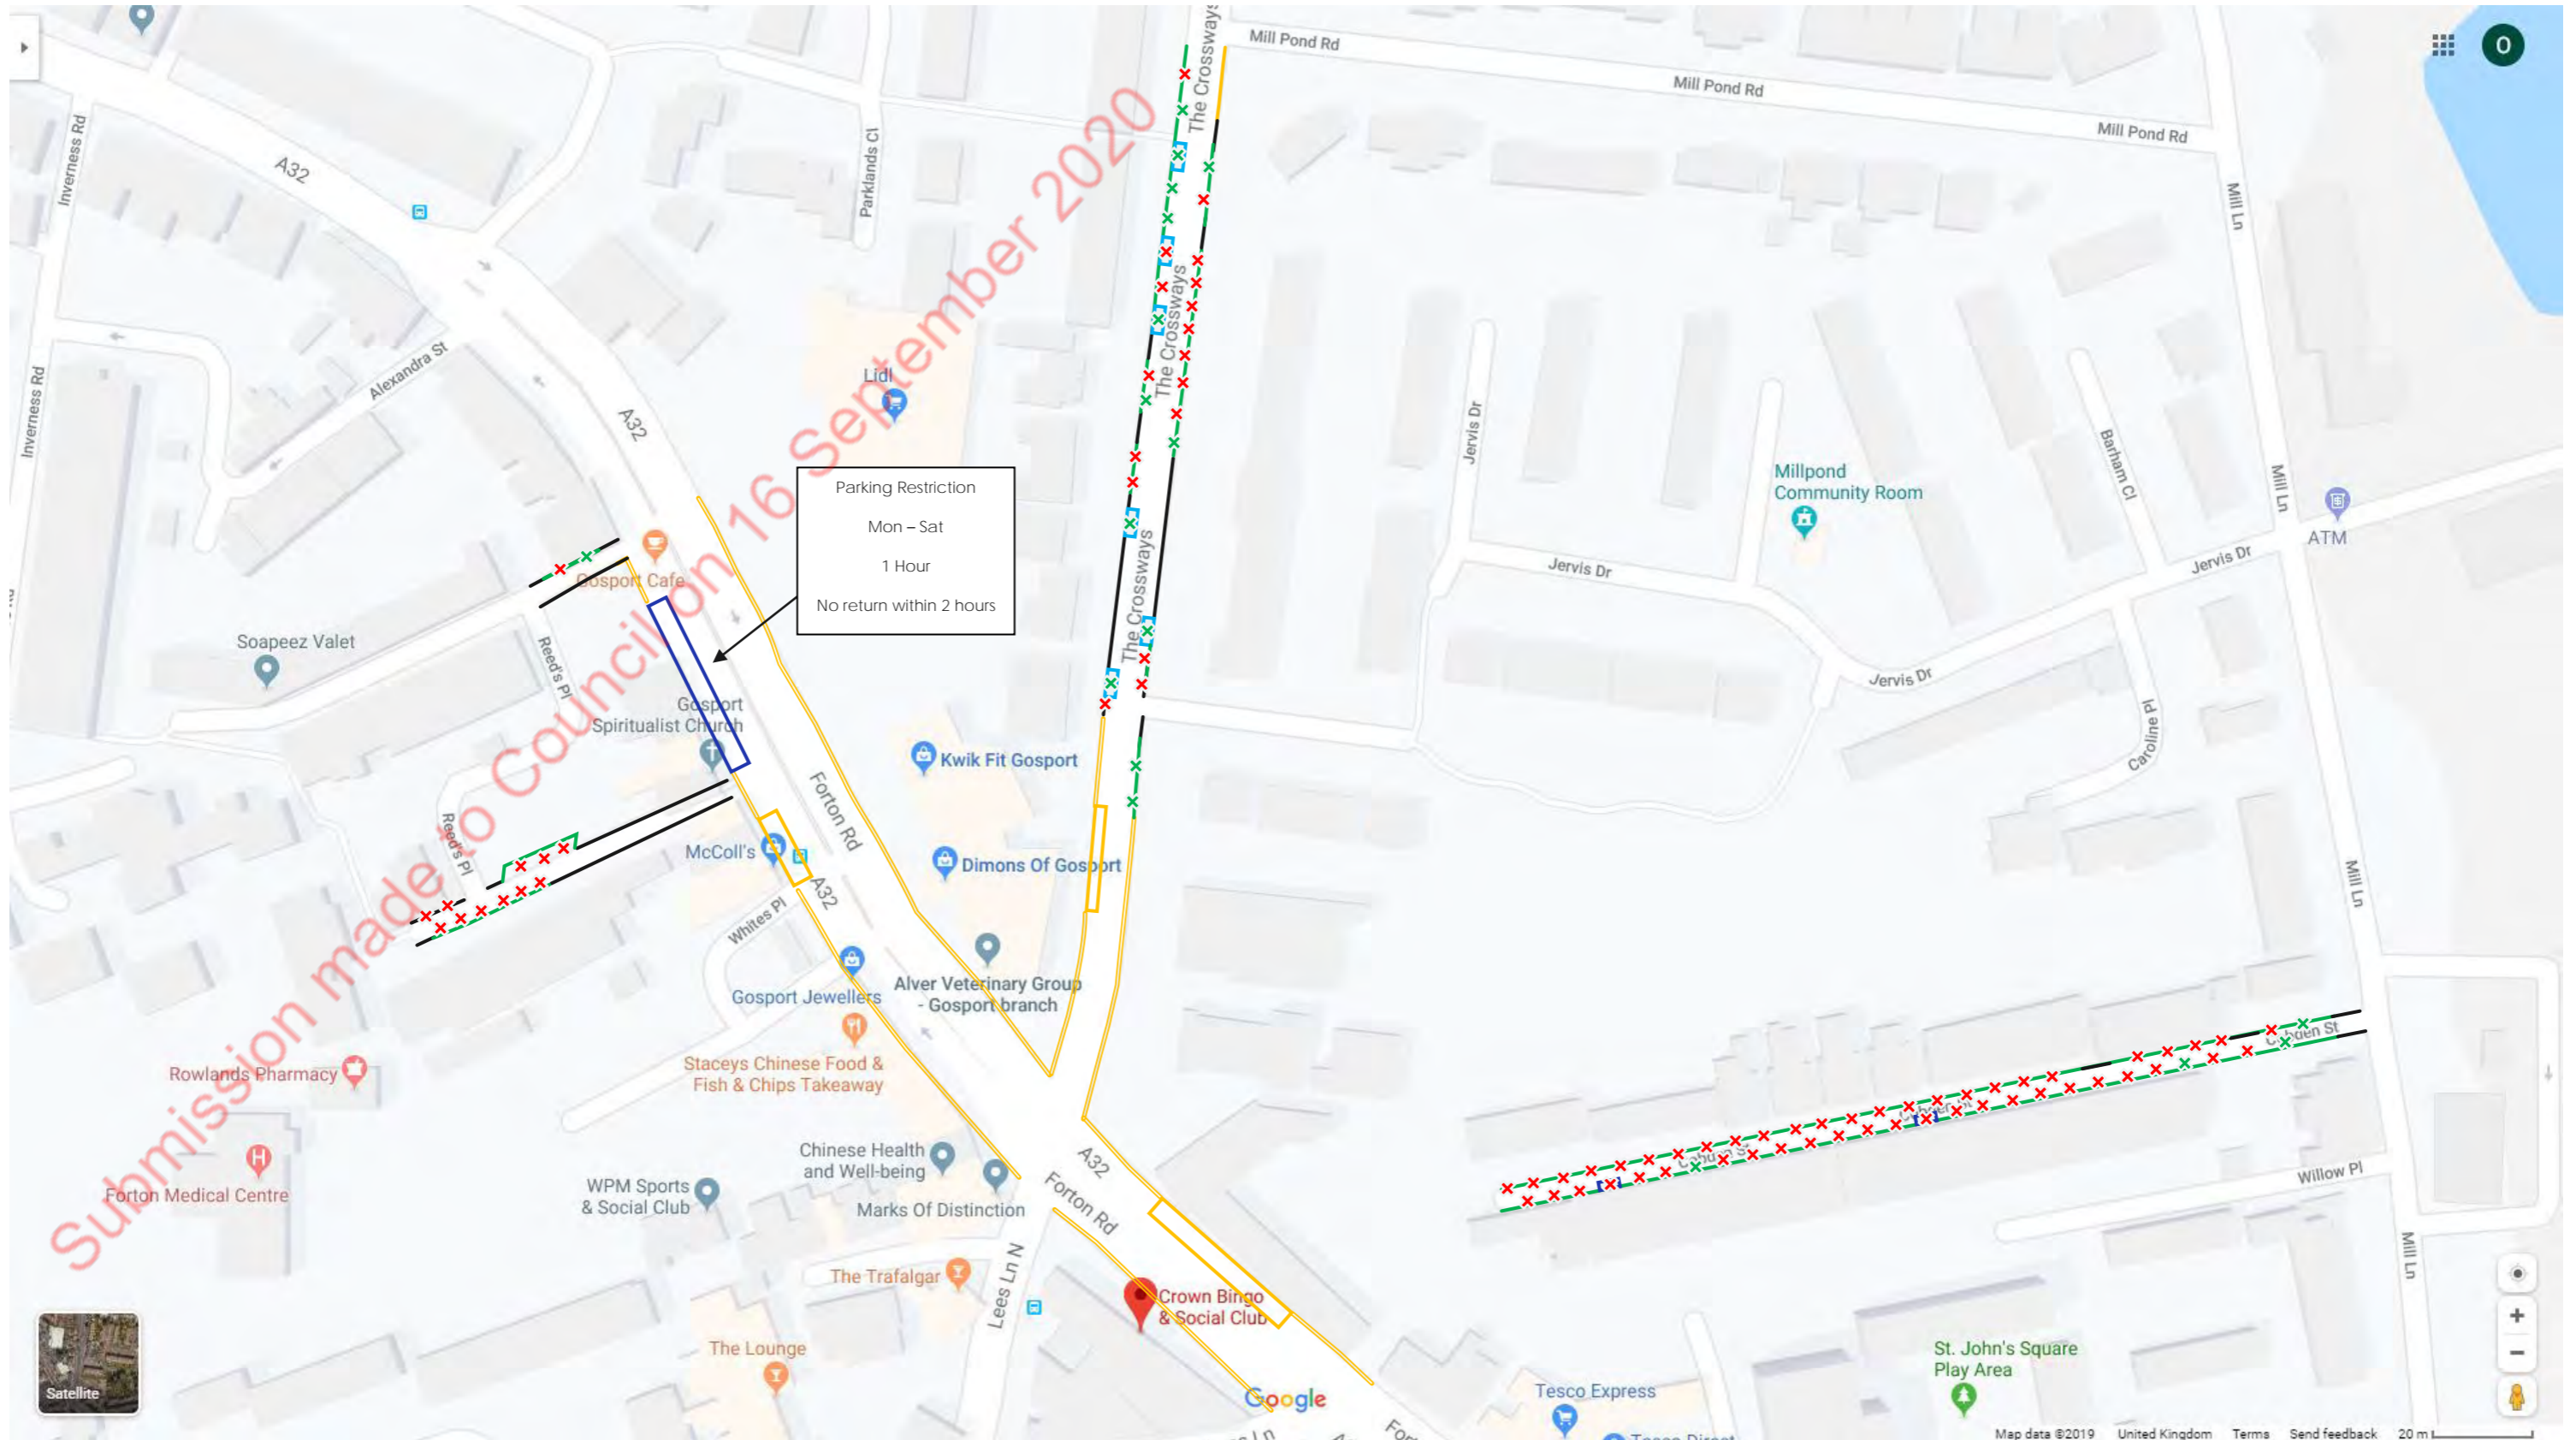 The Crossways
Mill Pond Rd
Mill Pond Rd
Mill Pond Rd
O
Inverness Rd
A32
Parklands Cl
The Crossways
Mill Ln
Alexandra St
Inverness Rd
A32
Lidl
The Crossways
Jervis Dr
Barham Cl
Mill Ln
Parking Restriction
Mon – Sat
1 Hour
No return within 2 hours
Millpond
Community Room
ATM
Gosport Cafe
Jervis Dr
Jervis Dr
Soapeez Valet
Reed's Pl
The Crossways
Jervis Dr
Gosport
Spiritualist Church
Caroline Pl
Kwik Fit Gosport
Forton Rd
Reed's Pl
McColl's
Dimons Of Gosport
A32
Whites Pl
Mill Ln
Gosport Jewellers
Alver Veterinary Group
- Gosport branch
Staceys Chinese Food &
Fish & Chips Takeaway
Rowlands Pharmacy
Cobden St
Forton Medical Centre
Chinese Health
and Well-being
WPM Sports
& Social Club
Marks Of Distinction
A32
Forton Rd
Willow Pl
Mill Ln
The Trafalgar
Lees Ln N
Crown Bingo
& Social Club
The Lounge
St. John's Square
Play Area
Satellite
Google
Tesco Express
Tesco Direct
Map data ©2019 United Kingdom Terms Send feedback 20 m
Submission made to Council on 16 September 2020